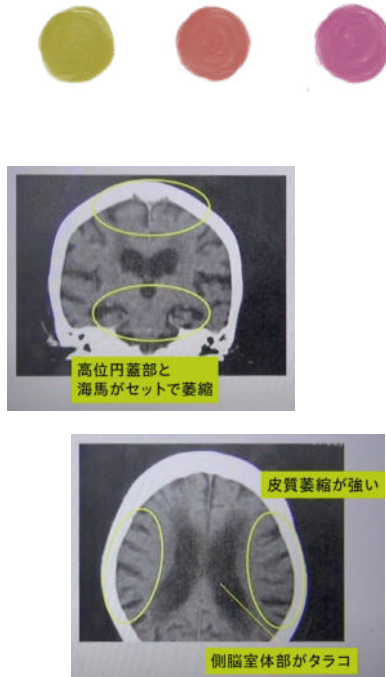 高位円蓋部と
海馬がセットで萎縮
皮質萎縮が強い
側脳室体部がタラコ